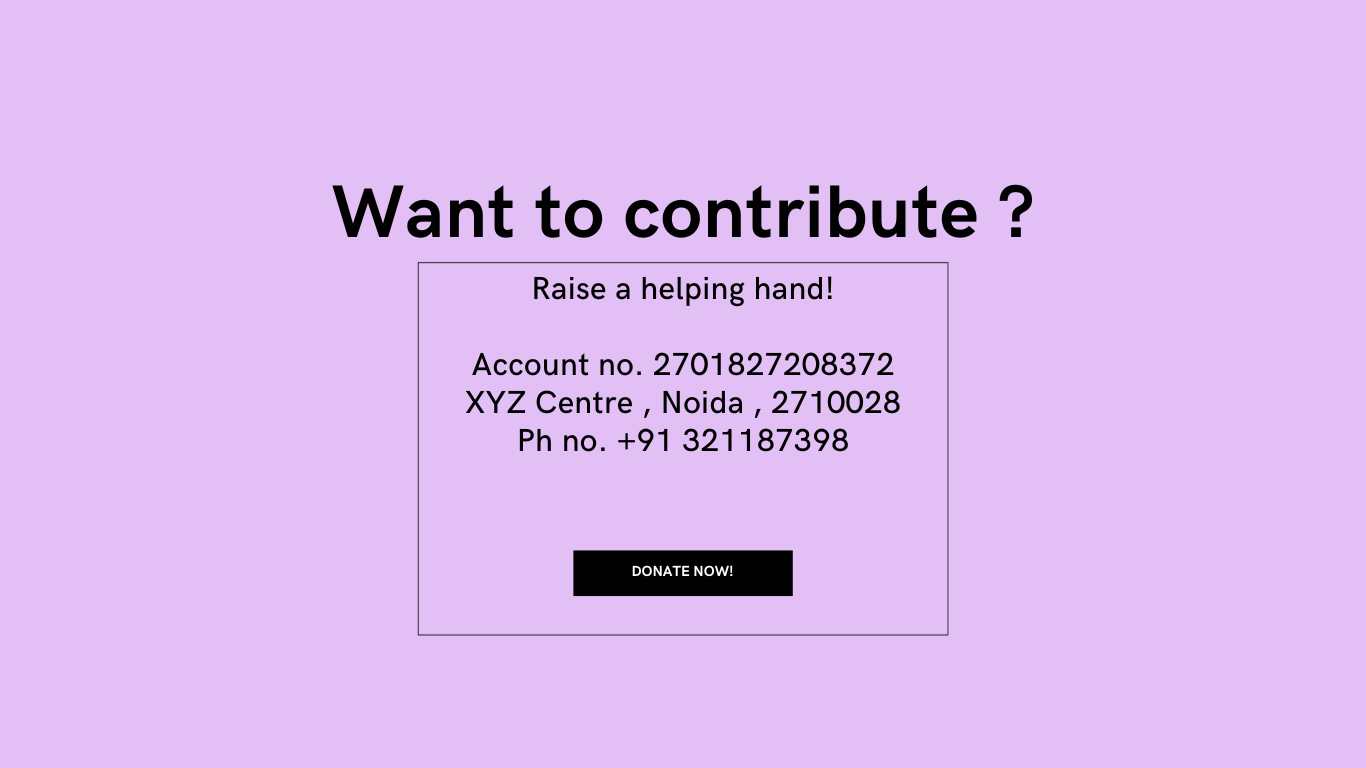 Want to contribute ?
Raise a helping hand!
Account no. 2701827208372
XYZ Centre , Noida , 2710028
Ph no. +91 321187398
DONATE NOW!